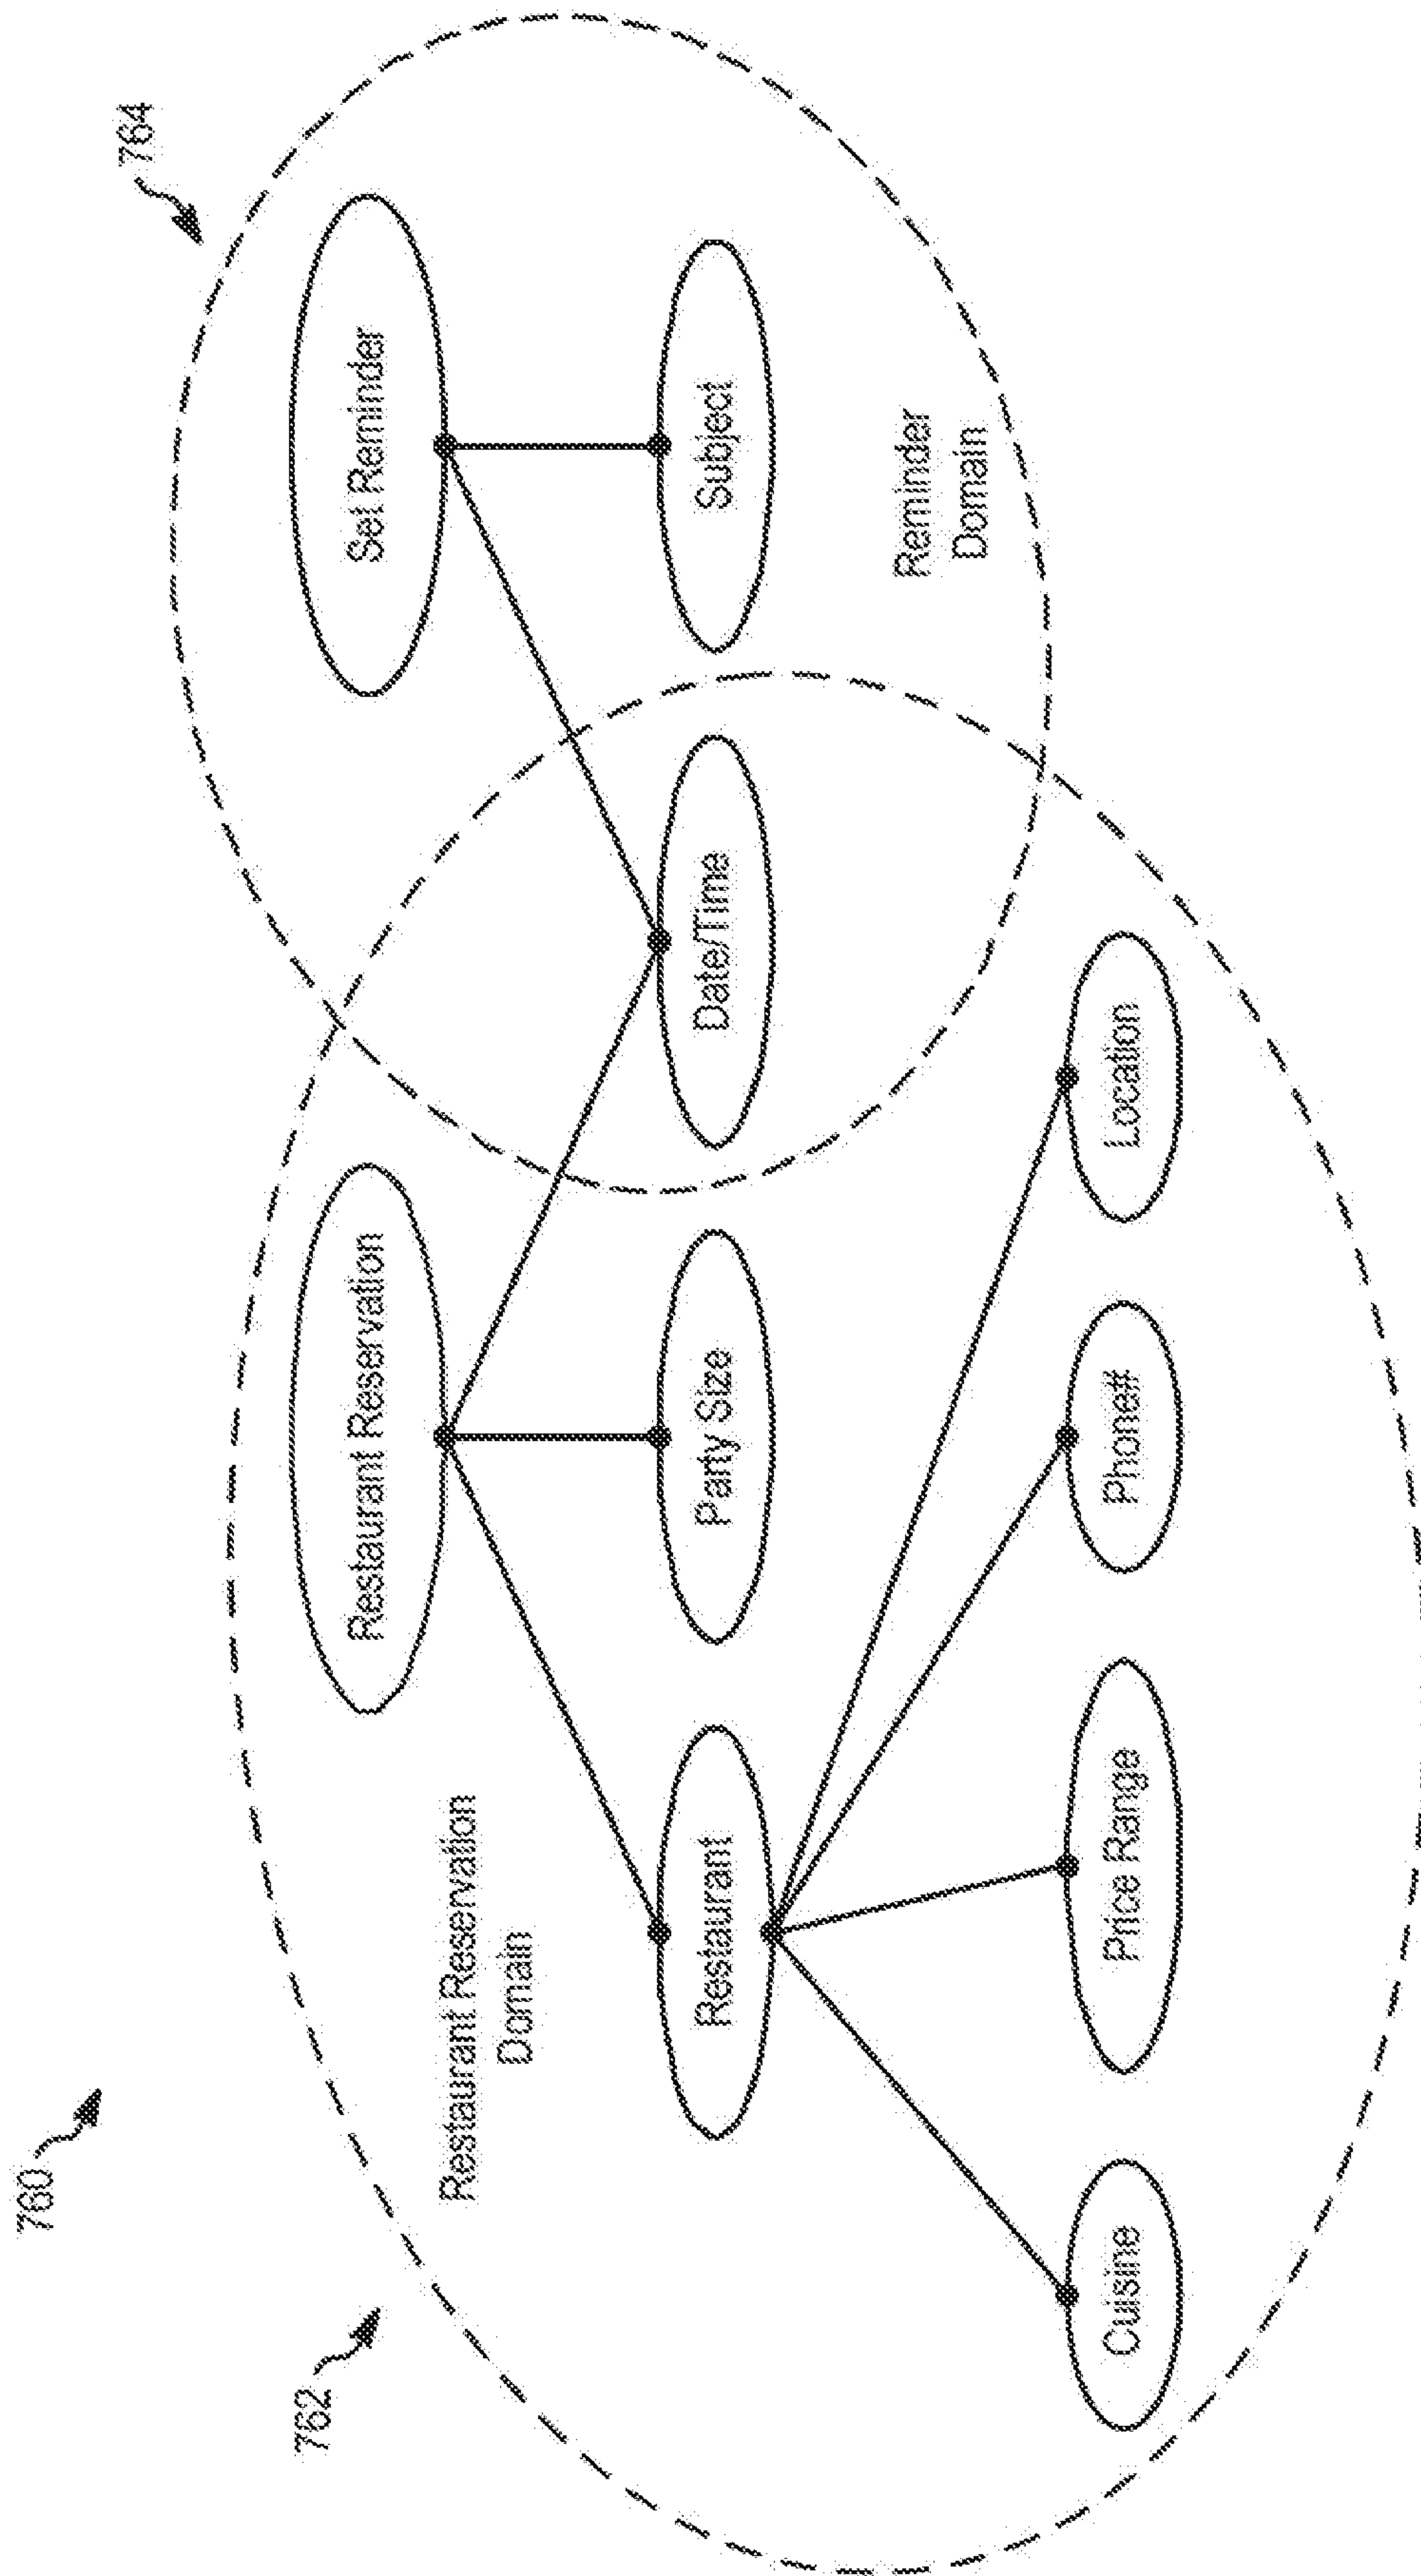 760
764
762
Restaurant Reservation
Set Reminder
Restaurant Reservation
Domain
Restaurant
Party Size
Date/Time
Subject
Reminder
Domain
Cuisine
Price Range
Phone#
Location